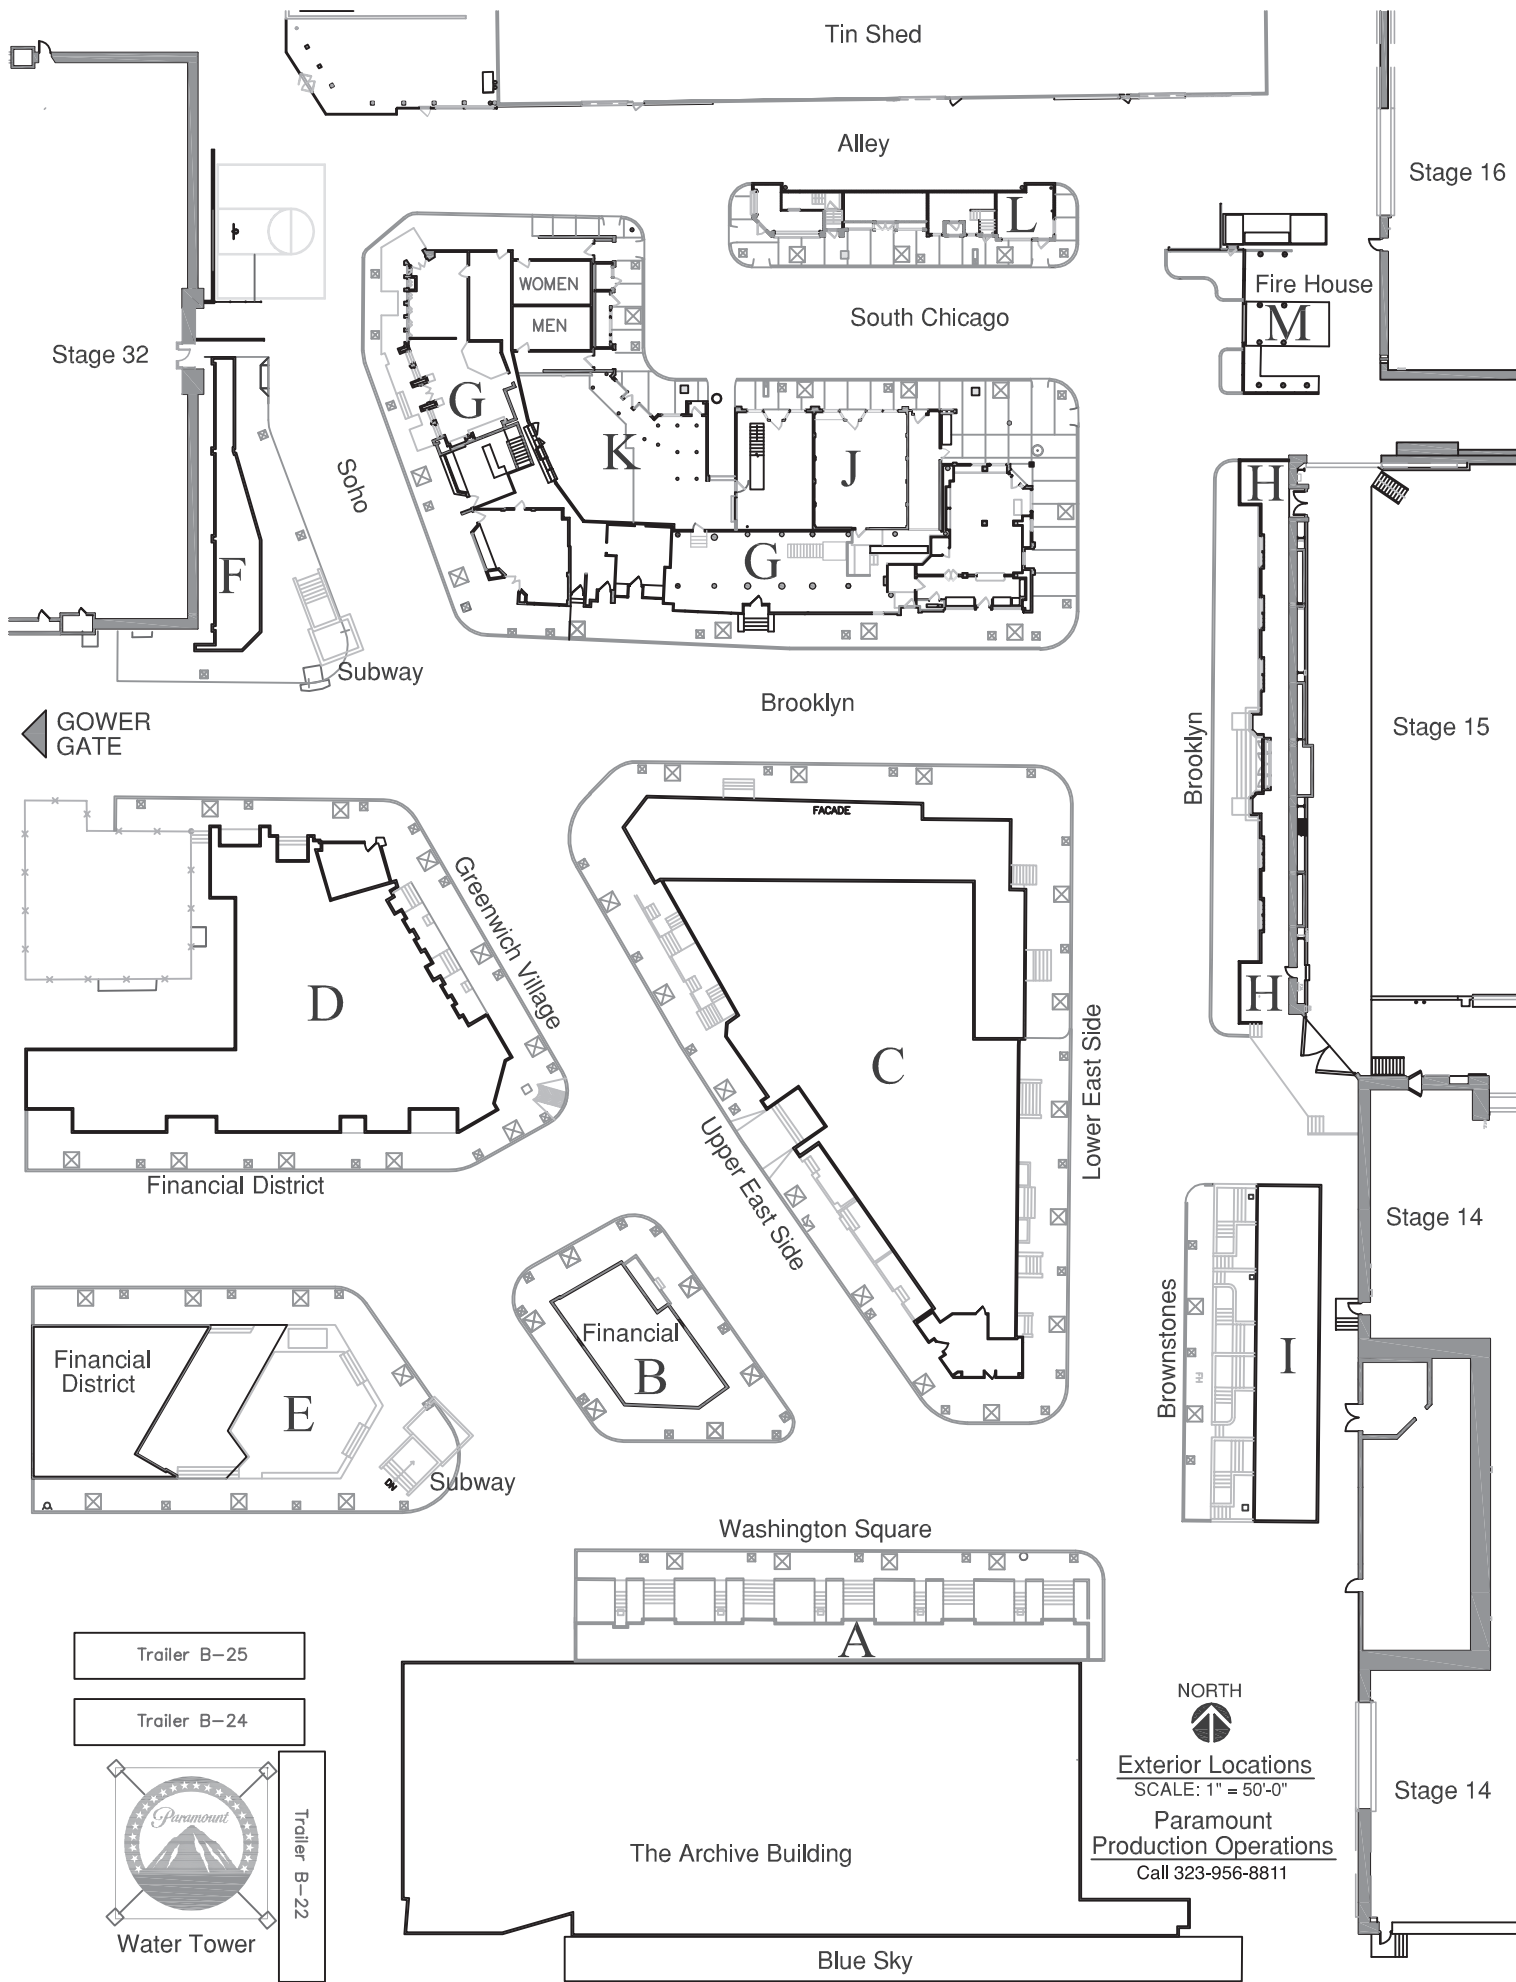 Tin Shed
Alley
Stage 16
L
WOMEN
Fire House
MEN
South Chicago
M
Stage 32
G
K
J
H
Soho
F
G
Subway
Brooklyn
GOWER
GATE
Brooklyn
Stage 15
FACADE
Greenwich Village
D
H
C
Lower East Side
Upper East Side
Financial District
Stage 14
Financial
B
Financial
District
E
Brownstones
FH
I
DN
Subway
Washington Square
A
Trailer B-25
Trailer B-24
Trailer B-22
Paramount
Water Tower
NORTH
Exterior Locations
SCALE: 1" = 50'-0"
Paramount
Production Operations
Call 323-956-8811
Stage 14
The Archive Building
Blue Sky